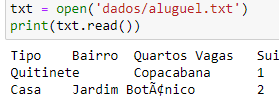 txt = open('dados/aluguel.txt')
print(txt.read())
Tipo Bairro Quartos Vagas Sui
Quitinete Copacabana 1
Casa Jardim BotÃ¢nico 2